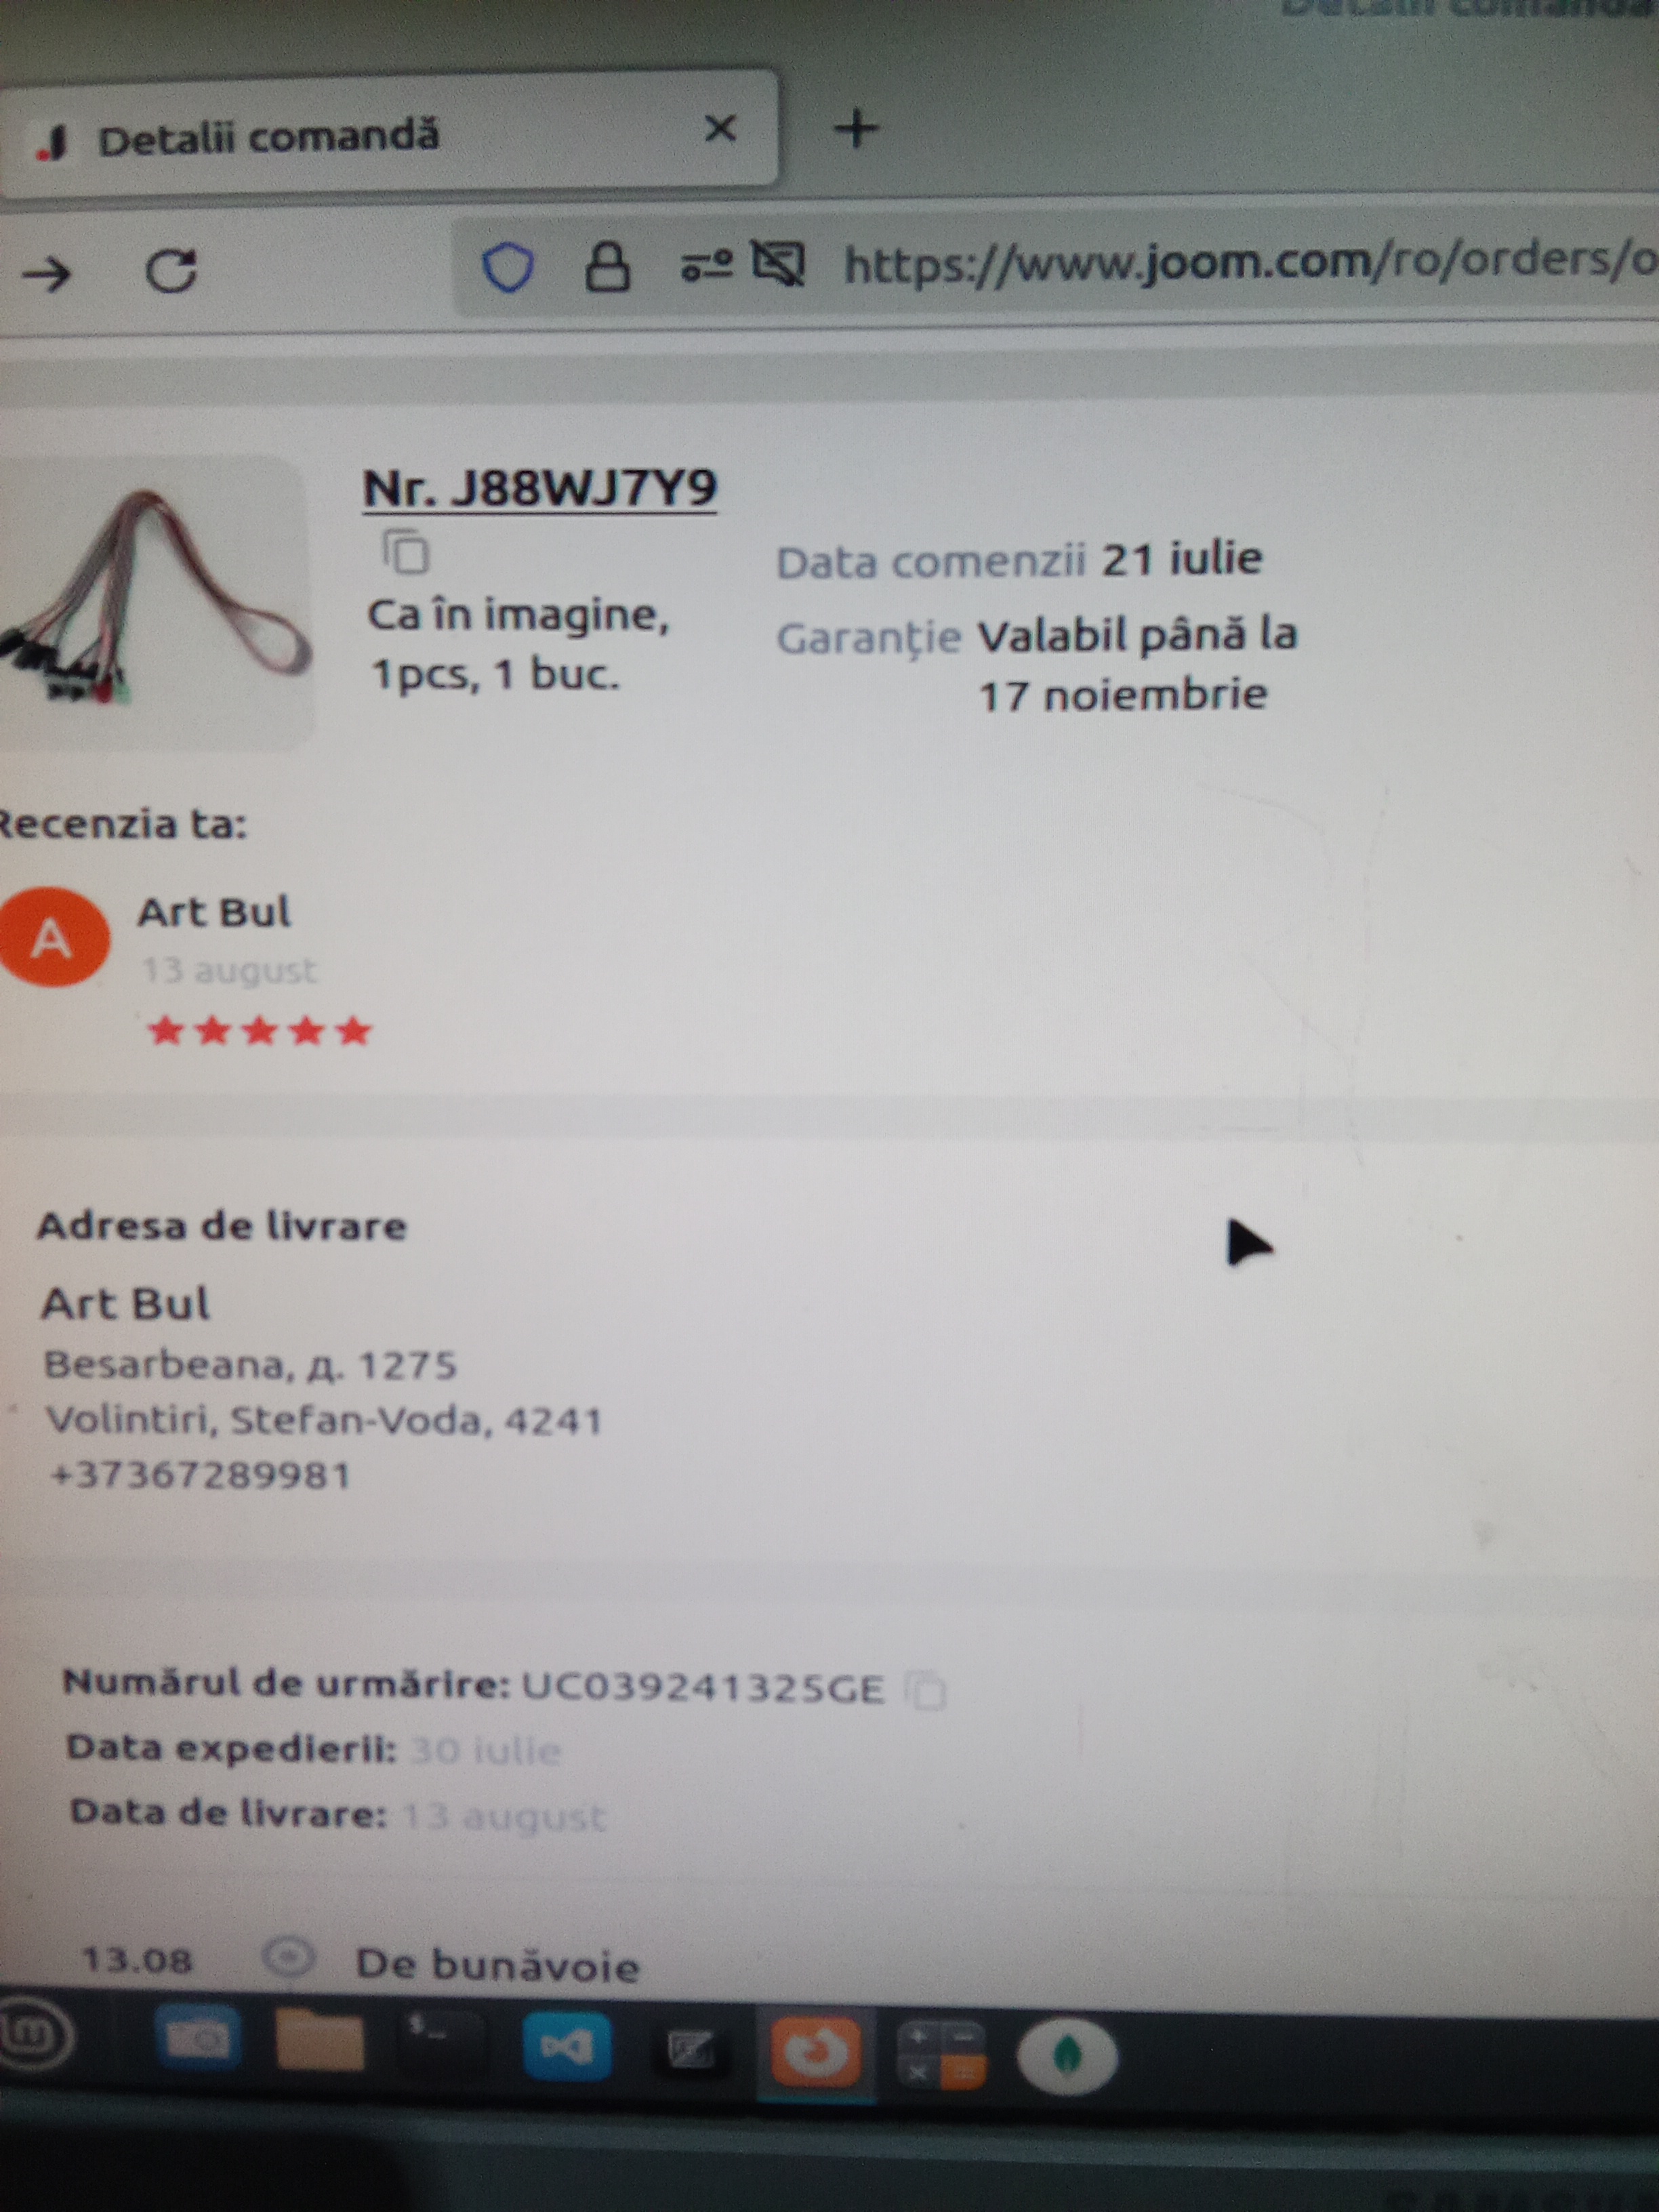 Detalii comandă
https://www.joom.com/ro/orders/o
Nr. J88WJ7Y9
Ca în imagine,
1pcs, 1 buc.
Data comenzii 21 iulie
Garanție Valabil până la
17 noiembrie
Recenzia ta:
A
Art Bul
13 august
Adresa de livrare
Art Bul
Besarbeana, д. 1275
Volintiri, Stefan-Voda, 4241
+37367289981
Numărul de urmărire: UC039241325GE
Data expedierii: 30 iulie
Data de livrare: 13 august
13.08 De bunăvoie